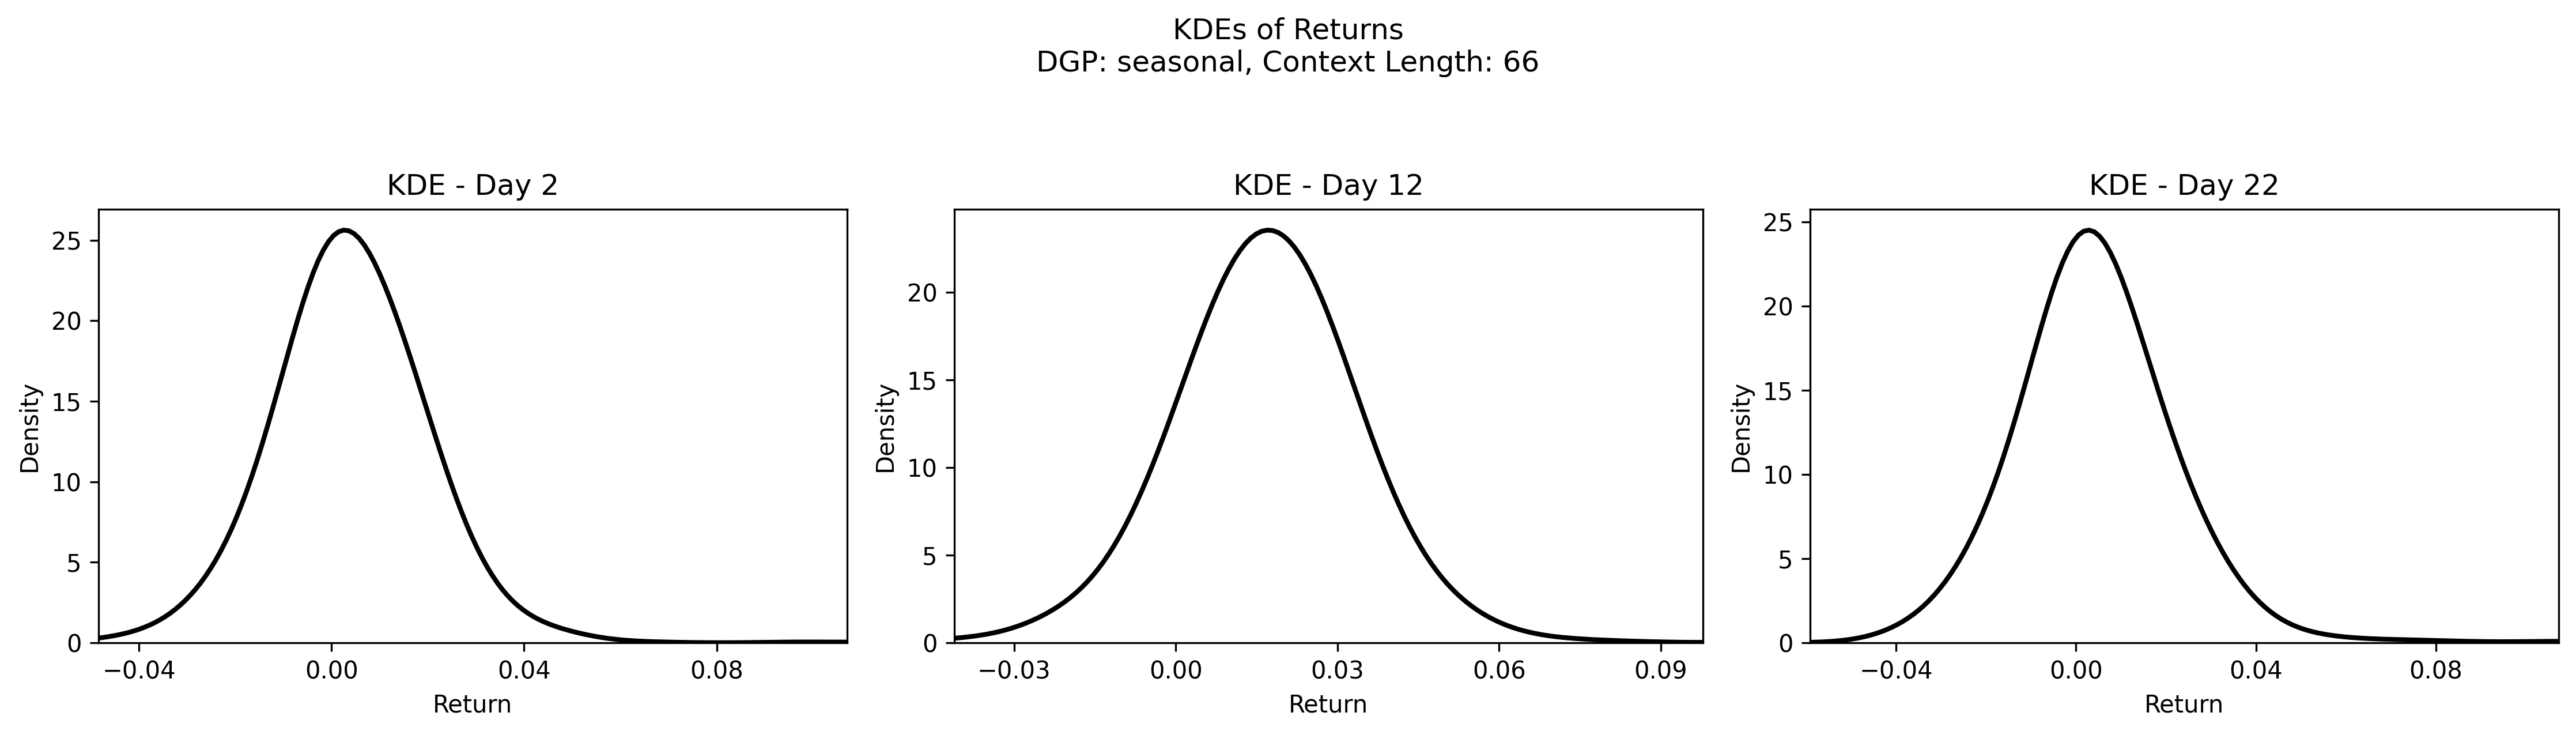 KDEs of Returns
DGP: seasonal, Context Length: 66
KDE - Day 2
25
20
15
10
5
0
Density
−0.04 0.00 0.04 0.08
Return
KDE - Day 12
20
15
10
5
0
Density
−0.03 0.00 0.03 0.06 0.09
Return
KDE - Day 22
25
20
15
10
5
0
Density
−0.04 0.00 0.04 0.08
Return